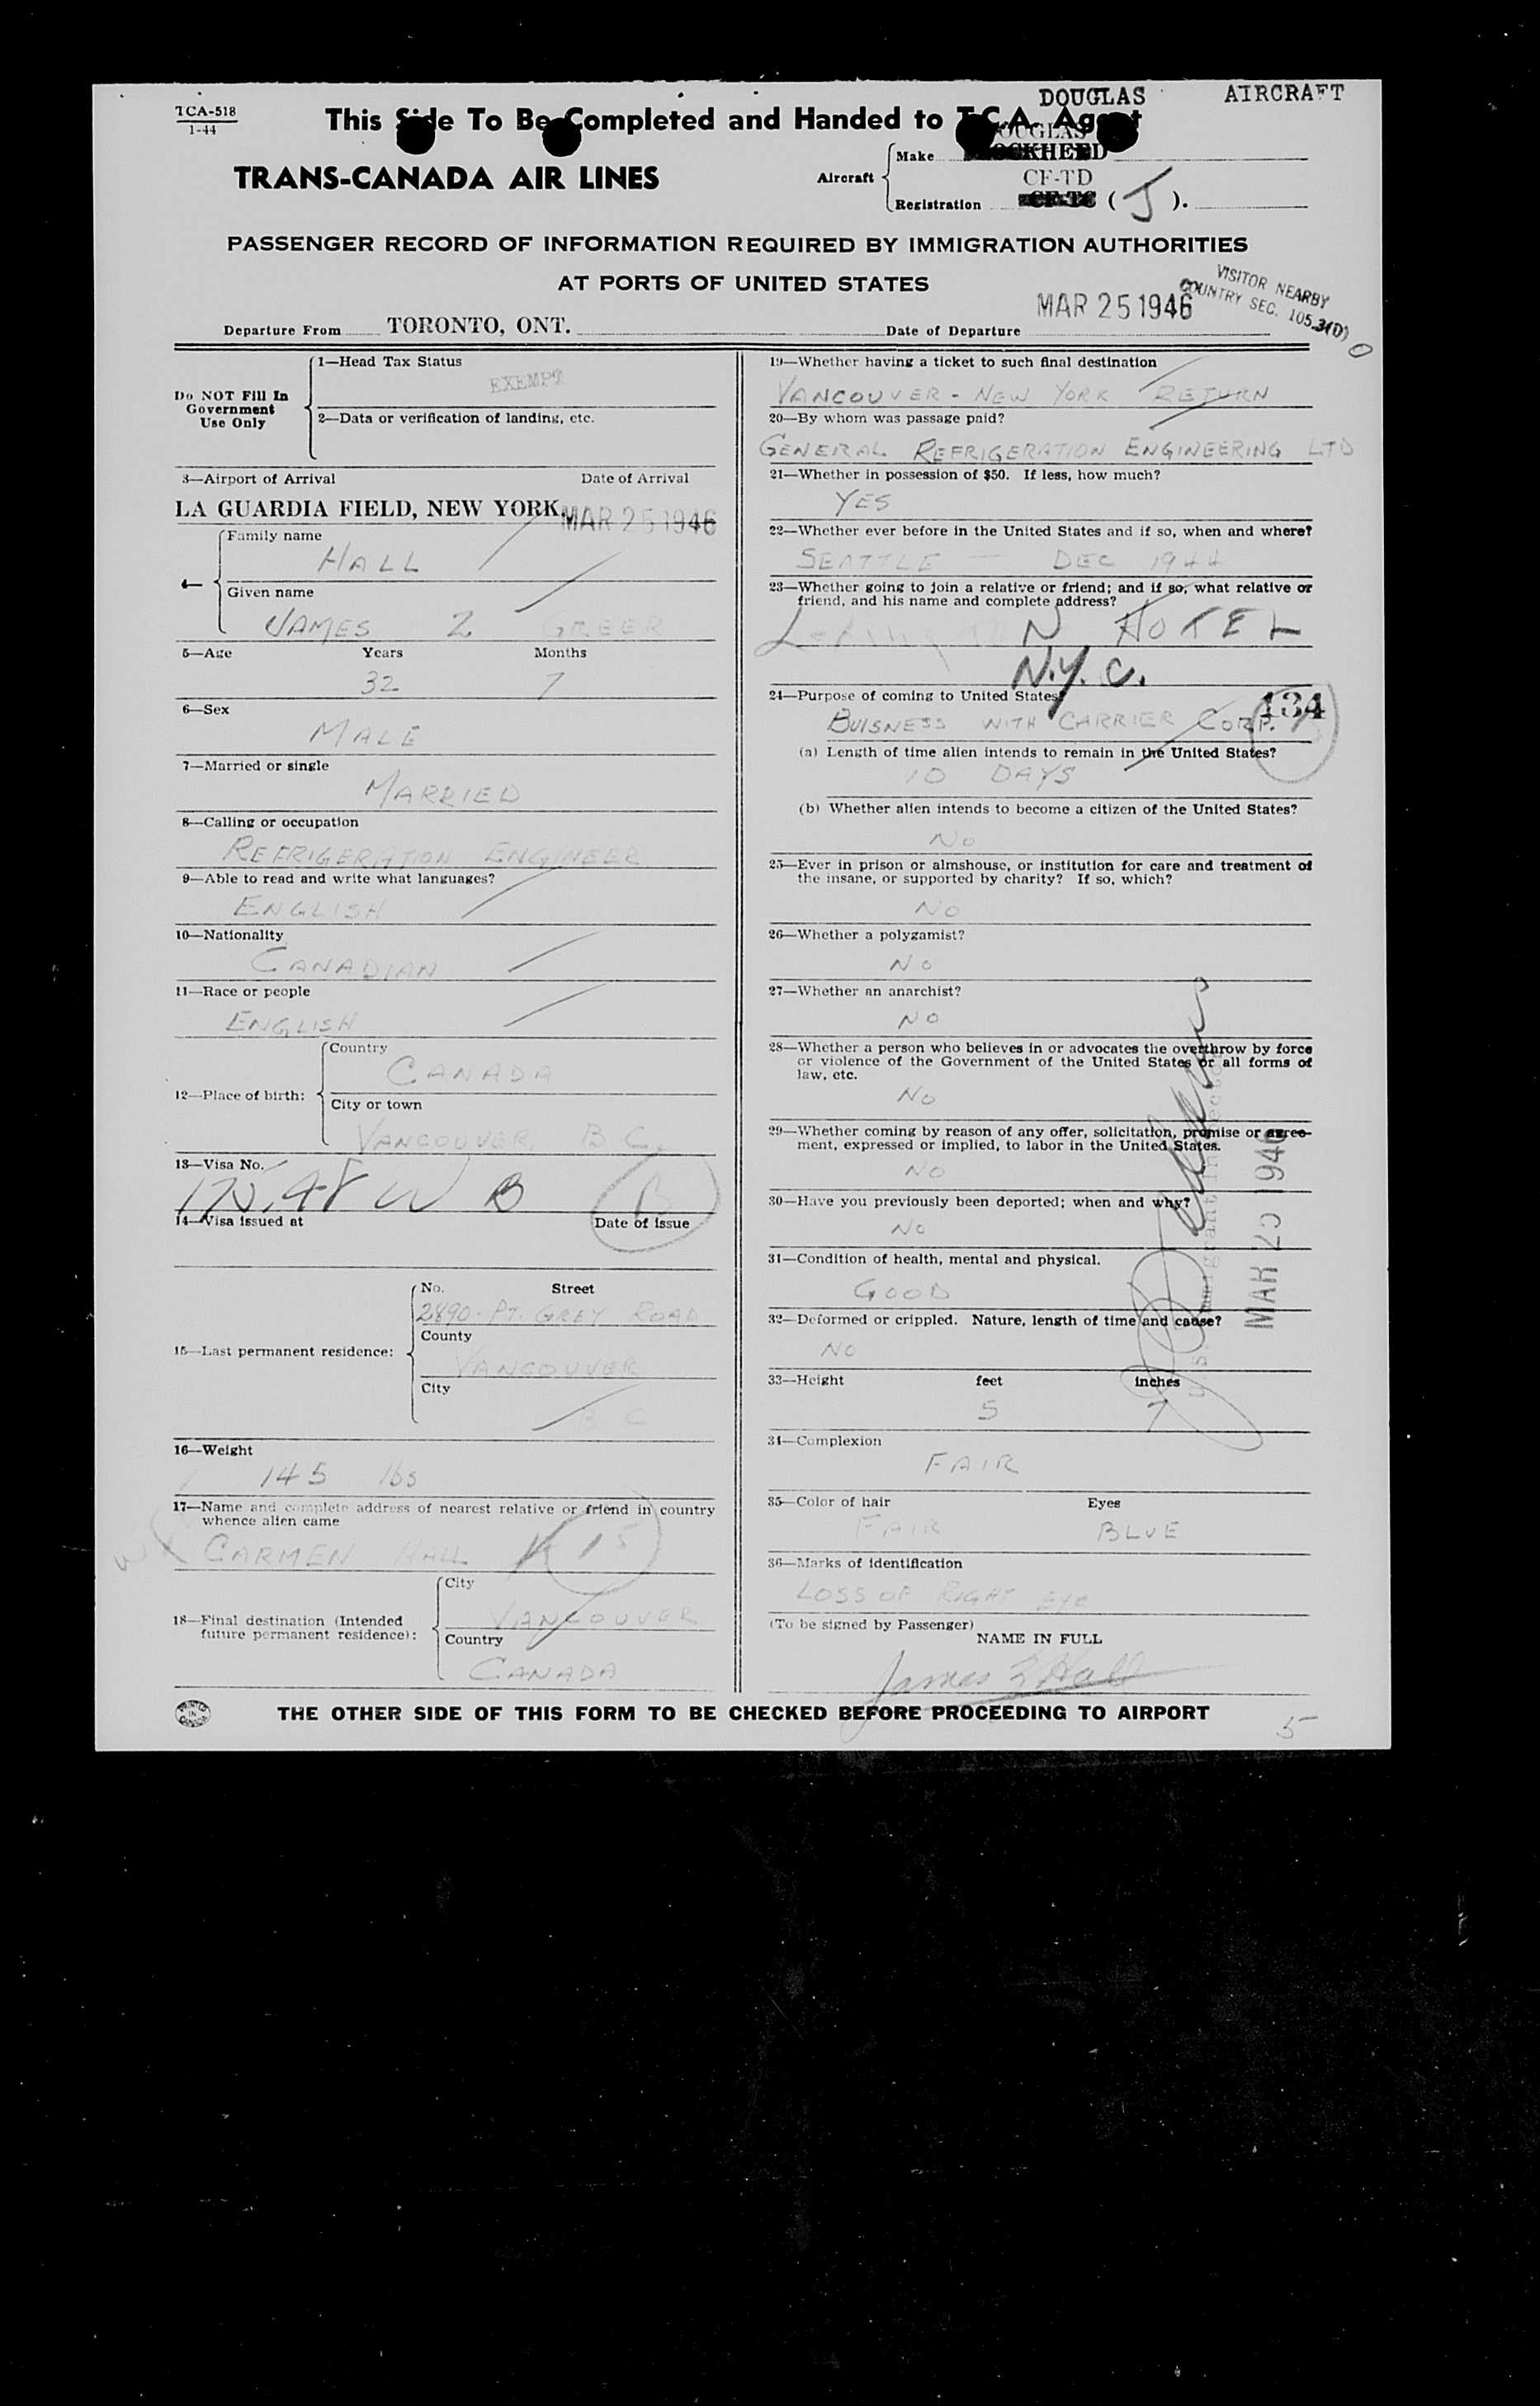 DOUGLAS AIRCRAFT
TCA-518
1-44
This Side To Be Completed and Handed to T.C.A. Agent
DOUGLAS
Make LOCKHEED
TRANS-CANADA AIR LINES
Aircraft
CF-TD
Registration CF-TC ( J ).
PASSENGER RECORD OF INFORMATION REQUIRED BY IMMIGRATION AUTHORITIES
AT PORTS OF UNITED STATES
VISITOR NEARBY
COUNTRY SEC. 105.3(D)
MAR 25 1946
Departure From TORONTO, ONT. Date of Departure
Do NOT Fill In
Government
Use Only
1—Head Tax Status
EXEMPT
2—Data or verification of landing, etc.
3—Airport of Arrival Date of Arrival
LA GUARDIA FIELD, NEW YORK. MAR 25 1946
4—
Family name
HALL
Given name
JAMES GREER
5—Age Years Months
32 7
6—Sex
MALE
7—Married or single
MARRIED
8—Calling or occupation
REFRIGERATION ENGINEER
9—Able to read and write what languages?
ENGLISH
10—Nationality
CANADIAN
11—Race or people
ENGLISH
12—Place of birth:
Country
CANADA
City or town
VANCOUVER B C.
13—Visa No.
W B B
14—Visa issued at Date of issue
15—Last permanent residence:
No. Street
2890 - PT. GREY ROAD
County
VANCOUVER
City
B C
16—Weight
145 lbs
17—Name and complete address of nearest relative or friend in country
whence alien came
CARMEN HALL 15
18—Final destination (Intended
future permanent residence):
City
VANCOUVER
Country
CANADA
19—Whether having a ticket to such final destination
VANCOUVER - NEW YORK RETURN
20—By whom was passage paid?
GENERAL REFRIGERATION ENGINEERING LTD
21—Whether in possession of $50. If less, how much?
YES
22—Whether ever before in the United States and if so, when and where?
SEATTLE — DEC 1944
23—Whether going to join a relative or friend; and if so, what relative or
friend, and his name and complete address?
HOTEL
N.Y.C.
24—Purpose of coming to United States?
134
BUISNESS WITH CARRIER CORP.
(a) Length of time alien intends to remain in the United States?
10 DAYS
(b) Whether alien intends to become a citizen of the United States?
NO
25—Ever in prison or almshouse, or institution for care and treatment of
the insane, or supported by charity? If so, which?
NO
26—Whether a polygamist?
NO
27—Whether an anarchist?
NO
28—Whether a person who believes in or advocates the overthrow by force
or violence of the Government of the United States or all forms of
law, etc.
NO
29—Whether coming by reason of any offer, solicitation, promise or agree-
ment, expressed or implied, to labor in the United States.
NO
30—Have you previously been deported; when and why?
NO
31—Condition of health, mental and physical.
GOOD
32—Deformed or crippled. Nature, length of time and cause?
NO
33—Height feet inches
5 7
34—Complexion
FAIR
35—Color of hair Eyes
FAIR BLUE
36—Marks of identification
LOSS OF RIGHT EYE
(To be signed by Passenger)
NAME IN FULL
James Hall
U.S. Immigrant Inspector
MAR 25 1946
PRINTED IN CANADA
THE OTHER SIDE OF THIS FORM TO BE CHECKED BEFORE PROCEEDING TO AIRPORT
5